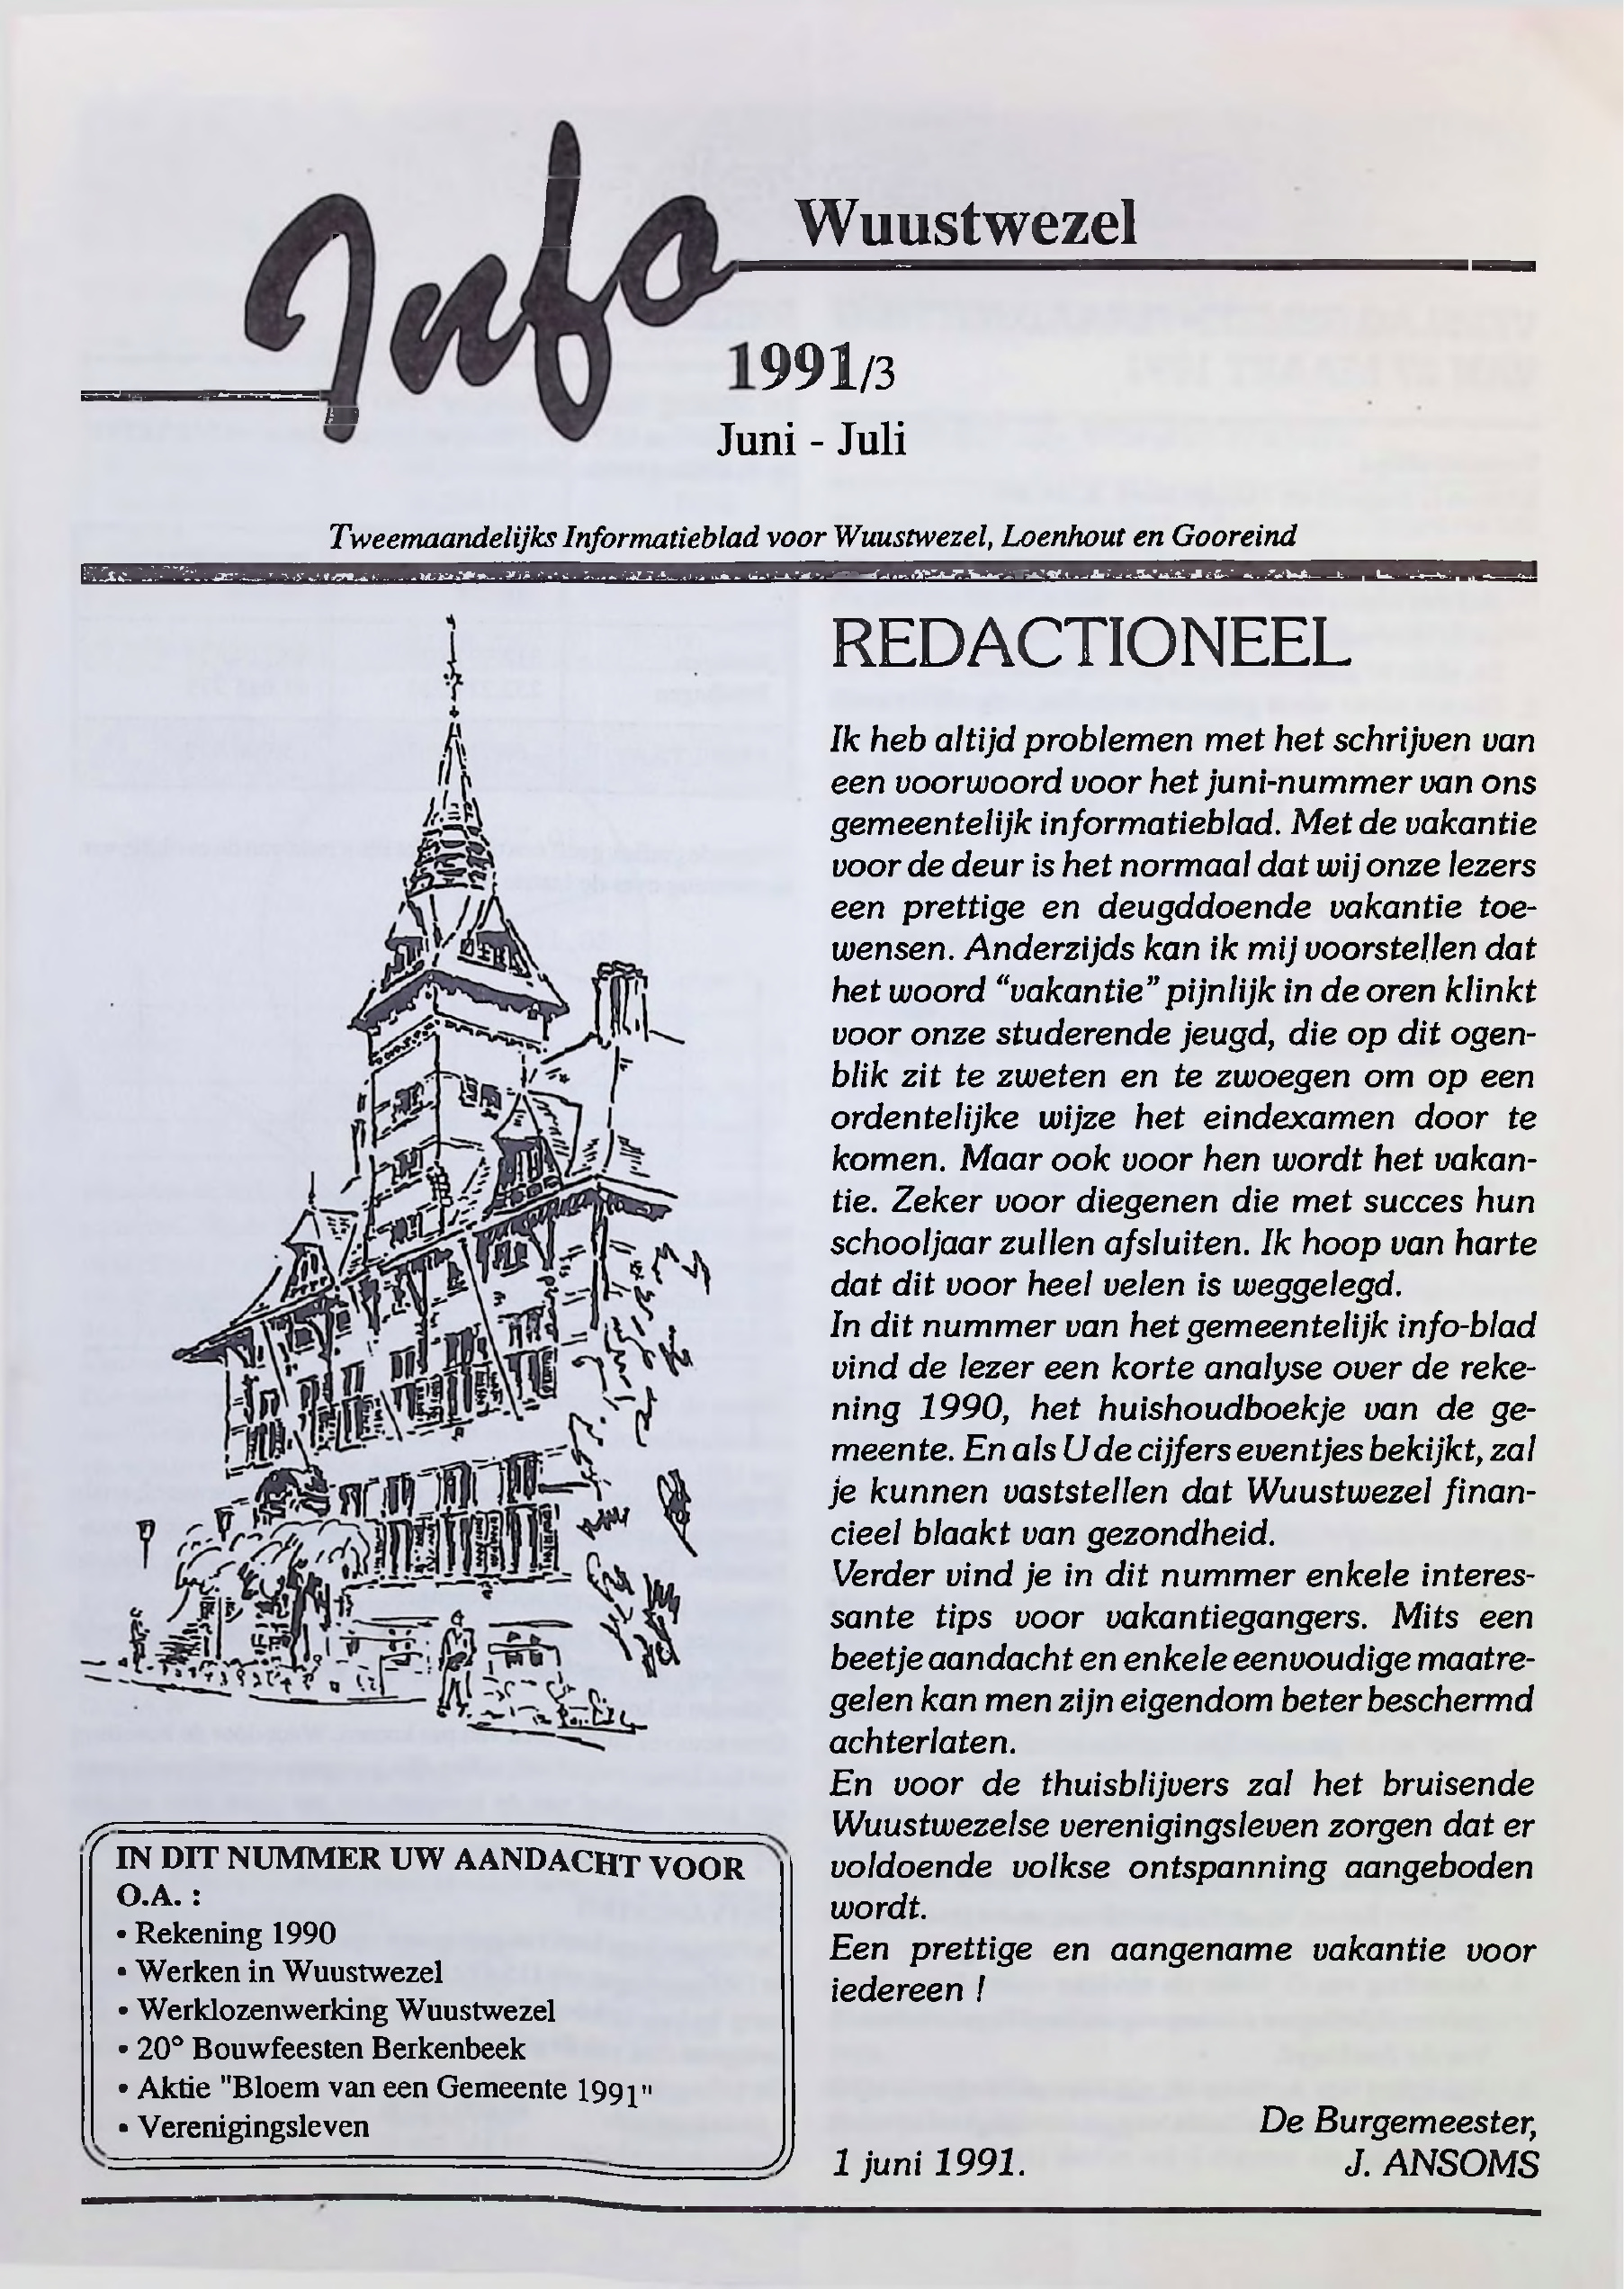 Info
Wuustwezel
1991/3
Juni - Juli
Tweemaandelijks Informatieblad voor Wuustwezel, Loenhout en Gooreind
REDACTIONEEL
Ik heb altijd problemen met het schrijven van
een voorwoord voor het juni-nummer van ons
gemeentelijk informatieblad. Met de vakantie
voor de deur is het normaal dat wij onze lezers
een prettige en deugddoende vakantie toe-
wensen. Anderzijds kan ik mij voorstellen dat
het woord “vakantie” pijnlijk in de oren klinkt
voor onze studerende jeugd, die op dit ogen-
blik zit te zweten en te zwoegen om op een
ordentelijke wijze het eindexamen door te
komen. Maar ook voor hen wordt het vakan-
tie. Zeker voor diegenen die met succes hun
schooljaar zullen afsluiten. Ik hoop van harte
dat dit voor heel velen is weggelegd.
In dit nummer van het gemeentelijk info-blad
vind de lezer een korte analyse over de reke-
ning 1990, het huishoudboekje van de ge-
meente. En als U de cijfers eventjes bekijkt, zal
je kunnen vaststellen dat Wuustwezel finan-
cieel blaakt van gezondheid.
Verder vind je in dit nummer enkele interes-
sante tips voor vakantiegangers. Mits een
beetje aandacht en enkele eenvoudige maatre-
gelen kan men zijn eigendom beter beschermd
achterlaten.
En voor de thuisblijvers zal het bruisende
Wuustwezelse verenigingsleven zorgen dat er
voldoende volkse ontspanning aangeboden
wordt.
Een prettige en aangename vakantie voor
iedereen !
De Burgemeester,
1 juni 1991. J. ANSOMS
IN DIT NUMMER UW AANDACHT VOOR
O.A. :
• Rekening 1990
• Werken in Wuustwezel
• Werklozenwerking Wuustwezel
• 20° Bouwfeesten Berkenbeek
• Aktie "Bloem van een Gemeente 1991"
• Verenigingsleven